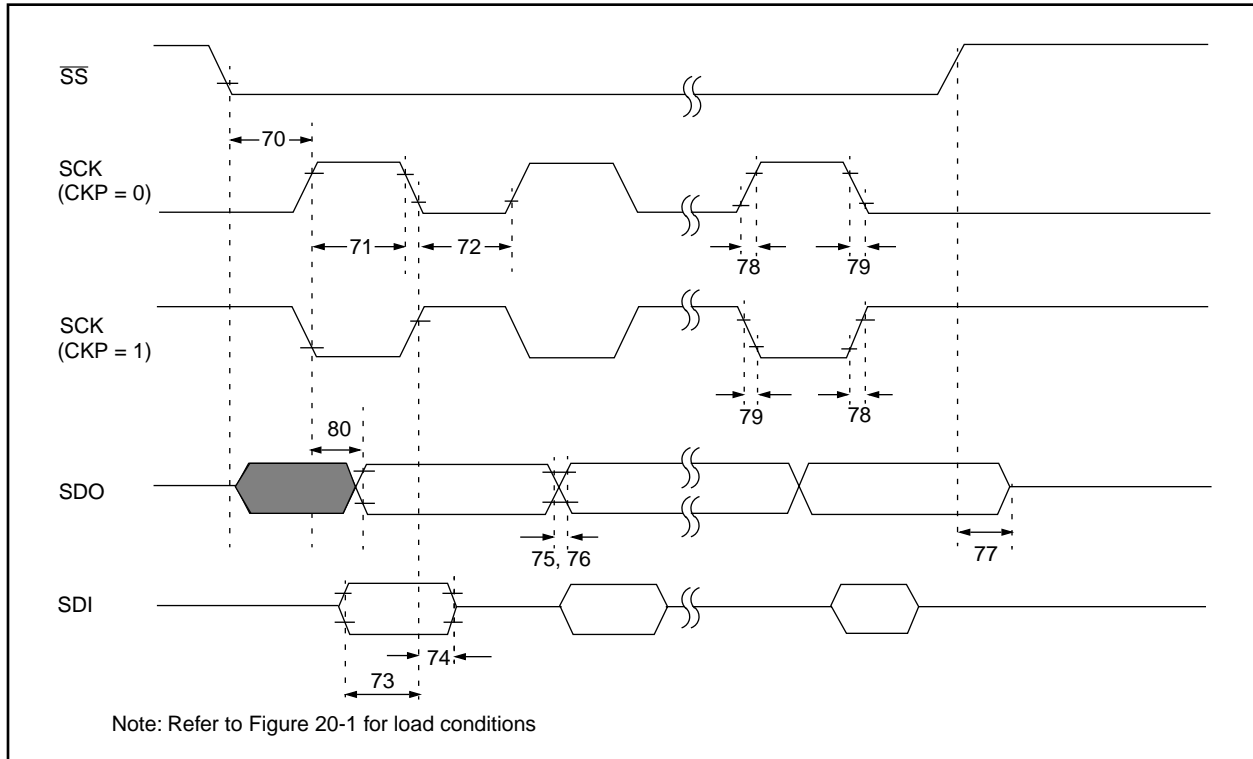 SS
70
SCK
(CKP = 0)
71
72
78
79
SCK
(CKP = 1)
79
78
80
SDO
75, 76
77
SDI
74
73
Note: Refer to Figure 20-1 for load conditions